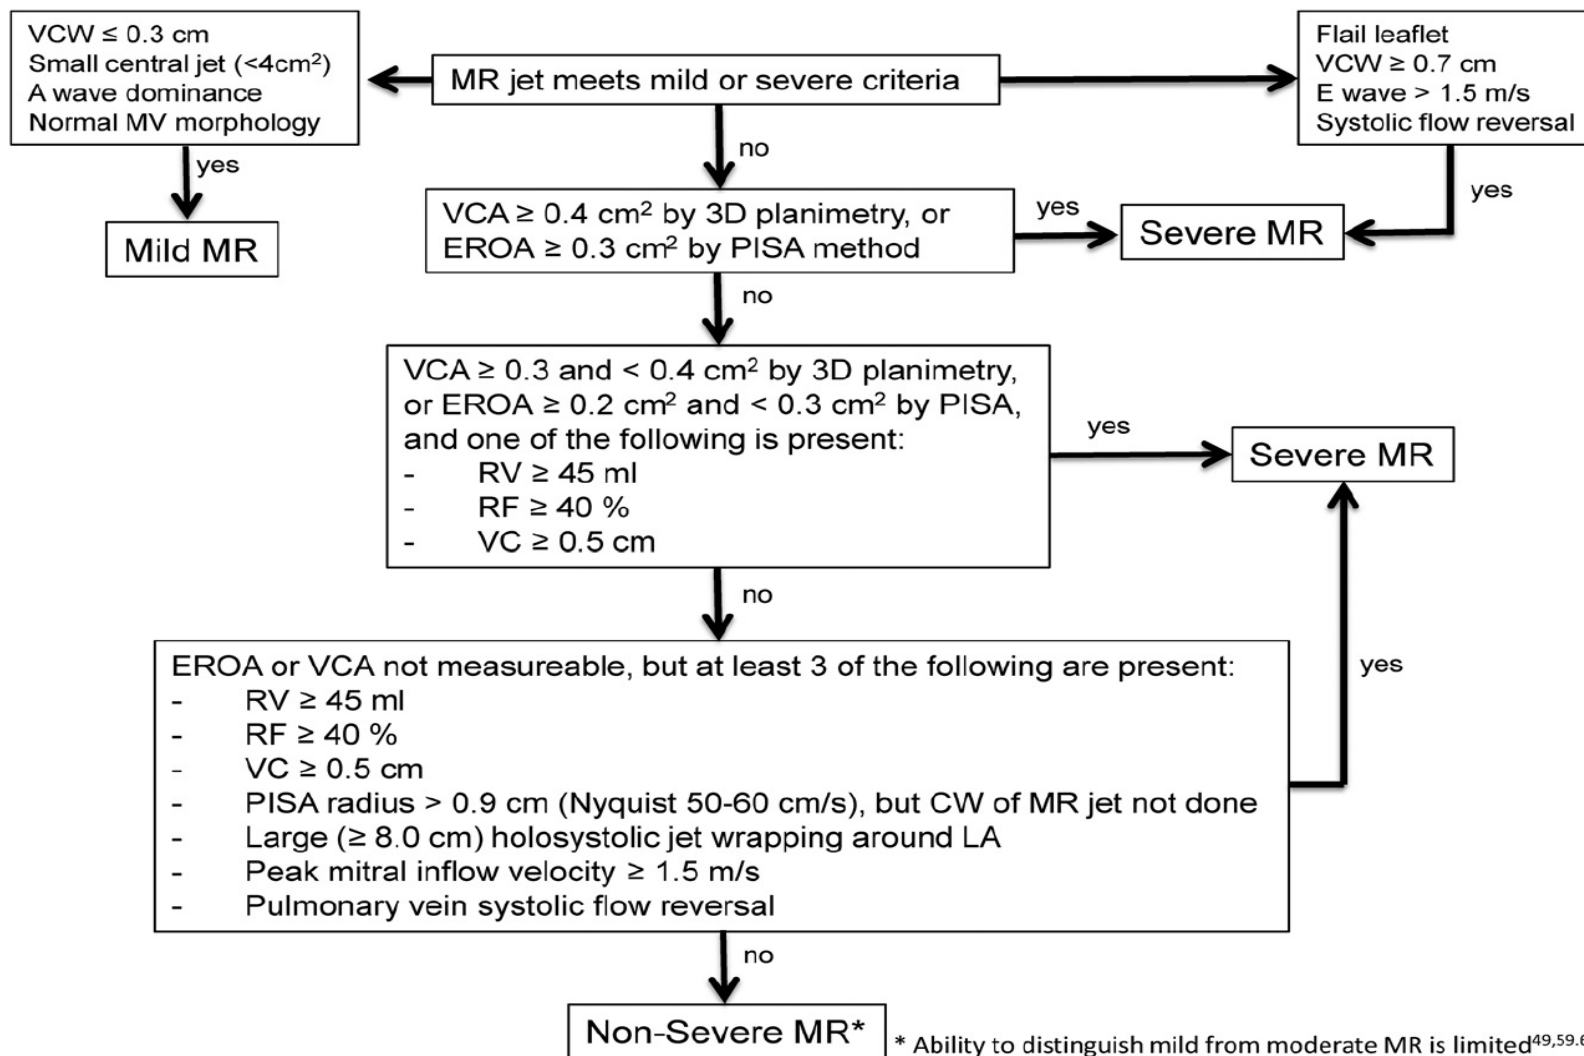 VCW ≤ 0.3 cm
Small central jet (<4cm²)
A wave dominance
Normal MV morphology
MR jet meets mild or severe criteria
Flail leaflet
VCW ≥ 0.7 cm
E wave > 1.5 m/s
Systolic flow reversal
yes
no
yes
Mild MR
VCA ≥ 0.4 cm² by 3D planimetry, or
EROA ≥ 0.3 cm² by PISA method
yes
Severe MR
no
VCA ≥ 0.3 and < 0.4 cm² by 3D planimetry,
or EROA ≥ 0.2 cm² and < 0.3 cm² by PISA,
and one of the following is present:
- RV ≥ 45 ml
- RF ≥ 40 %
- VC ≥ 0.5 cm
yes
Severe MR
no
EROA or VCA not measureable, but at least 3 of the following are present:
- RV ≥ 45 ml
- RF ≥ 40 %
- VC ≥ 0.5 cm
- PISA radius > 0.9 cm (Nyquist 50-60 cm/s), but CW of MR jet not done
- Large (≥ 8.0 cm) holosystolic jet wrapping around LA
- Peak mitral inflow velocity ≥ 1.5 m/s
- Pulmonary vein systolic flow reversal
yes
no
Non-Severe MR*
* Ability to distinguish mild from moderate MR is limited⁴⁹,⁵⁹